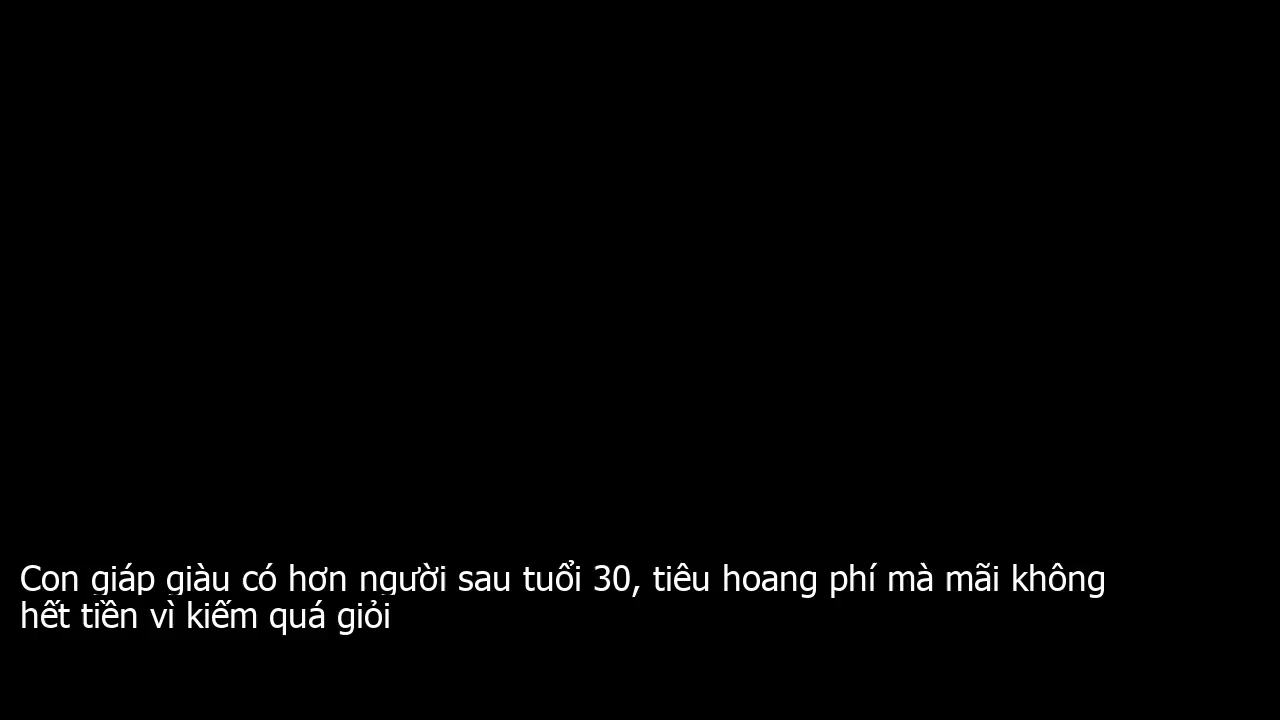 Con giáp giàu có hơn người sau tuổi 30, tiêu hoang phí mà mãi không
hết tiền vì kiếm quá giỏi